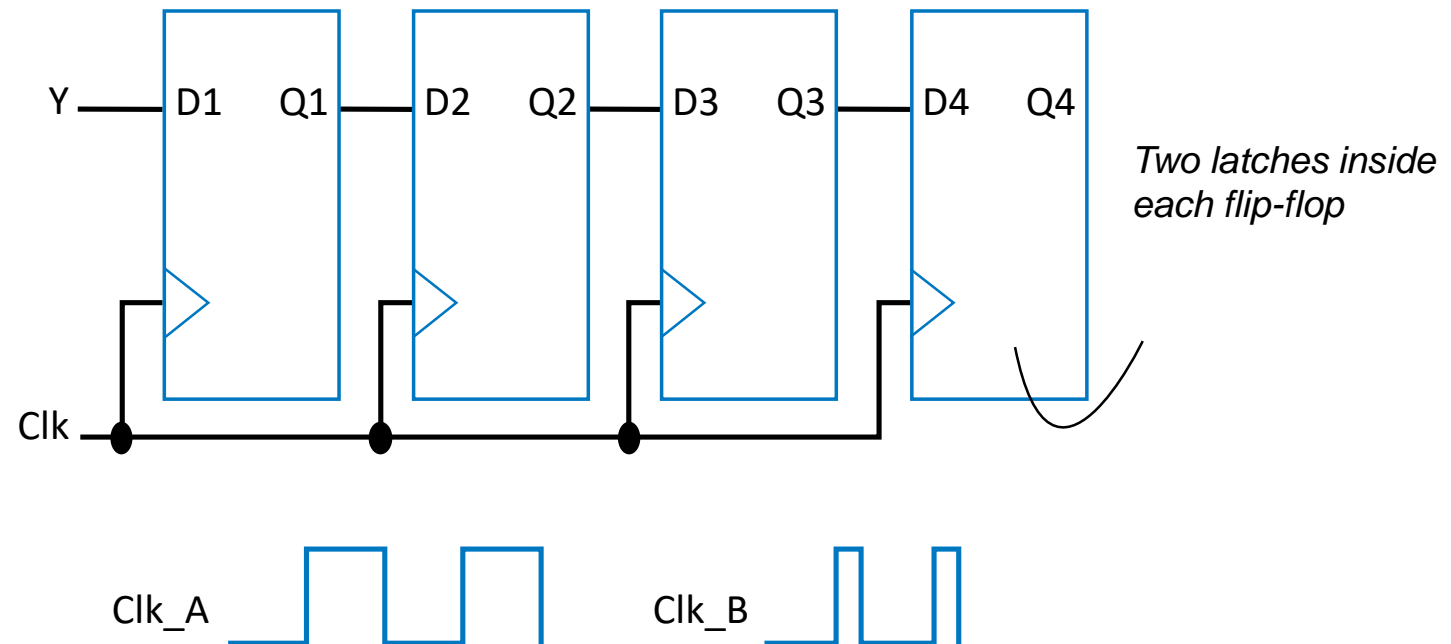 Y D1 Q1 D2 Q2 D3 Q3 D4 Q4
Two latches inside
each flip-flop
Clk
Clk_A Clk_B